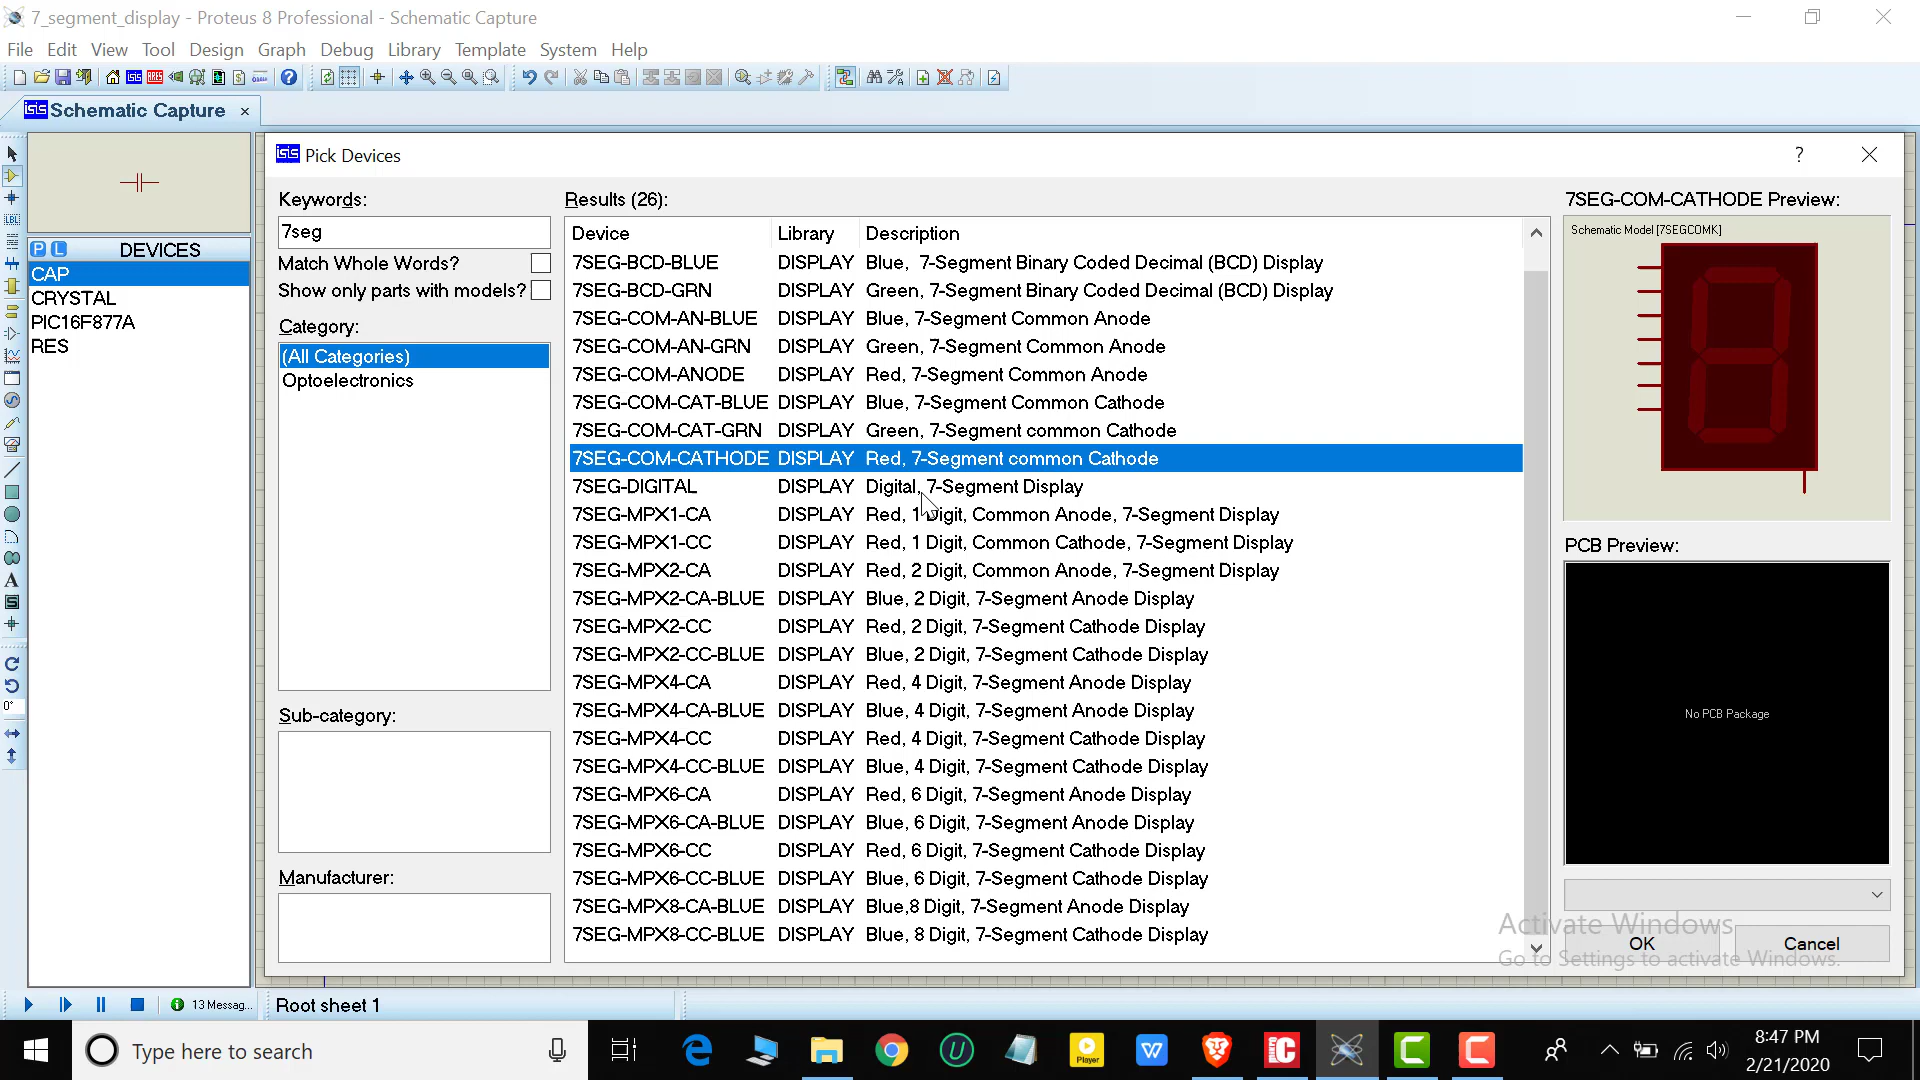 7_segment_display - Proteus 8 Professional - Schematic Capture
File Edit View Tool Design Graph Debug Library Template System Help
isis Schematic Capture ×
isis Pick Devices
Keywords:
7seg
Match Whole Words?
Show only parts with models?
Category:
(All Categories)
Optoelectronics
Sub-category:
Manufacturer:
P L DEVICES
CAP
CRYSTAL
PIC16F877A
RES
Results (26):
Device Library Description
7SEG-BCD-BLUE DISPLAY Blue, 7-Segment Binary Coded Decimal (BCD) Display
7SEG-BCD-GRN DISPLAY Green, 7-Segment Binary Coded Decimal (BCD) Display
7SEG-COM-AN-BLUE DISPLAY Blue, 7-Segment Common Anode
7SEG-COM-AN-GRN DISPLAY Green, 7-Segment Common Anode
7SEG-COM-ANODE DISPLAY Red, 7-Segment Common Anode
7SEG-COM-CAT-BLUE DISPLAY Blue, 7-Segment Common Cathode
7SEG-COM-CAT-GRN DISPLAY Green, 7-Segment common Cathode
7SEG-COM-CATHODE DISPLAY Red, 7-Segment common Cathode
7SEG-DIGITAL DISPLAY Digital, 7-Segment Display
7SEG-MPX1-CA DISPLAY Red, 1 Digit, Common Anode, 7-Segment Display
7SEG-MPX1-CC DISPLAY Red, 1 Digit, Common Cathode, 7-Segment Display
7SEG-MPX2-CA DISPLAY Red, 2 Digit, Common Anode, 7-Segment Display
7SEG-MPX2-CA-BLUE DISPLAY Blue, 2 Digit, 7-Segment Anode Display
7SEG-MPX2-CC DISPLAY Red, 2 Digit, 7-Segment Cathode Display
7SEG-MPX2-CC-BLUE DISPLAY Blue, 2 Digit, 7-Segment Cathode Display
7SEG-MPX4-CA DISPLAY Red, 4 Digit, 7-Segment Anode Display
7SEG-MPX4-CA-BLUE DISPLAY Blue, 4 Digit, 7-Segment Anode Display
7SEG-MPX4-CC DISPLAY Red, 4 Digit, 7-Segment Cathode Display
7SEG-MPX4-CC-BLUE DISPLAY Blue, 4 Digit, 7-Segment Cathode Display
7SEG-MPX6-CA DISPLAY Red, 6 Digit, 7-Segment Anode Display
7SEG-MPX6-CA-BLUE DISPLAY Blue, 6 Digit, 7-Segment Anode Display
7SEG-MPX6-CC DISPLAY Red, 6 Digit, 7-Segment Cathode Display
7SEG-MPX6-CC-BLUE DISPLAY Blue, 6 Digit, 7-Segment Cathode Display
7SEG-MPX8-CA-BLUE DISPLAY Blue,8 Digit, 7-Segment Anode Display
7SEG-MPX8-CC-BLUE DISPLAY Blue, 8 Digit, 7-Segment Cathode Display
7SEG-COM-CATHODE Preview:
Schematic Model [7SEGCOMK]
PCB Preview:
No PCB Package
Activate Windows
OK Cancel
Go to Settings to activate Windows.
13 Messag... Root sheet 1
Type here to search
8:47 PM
2/21/2020